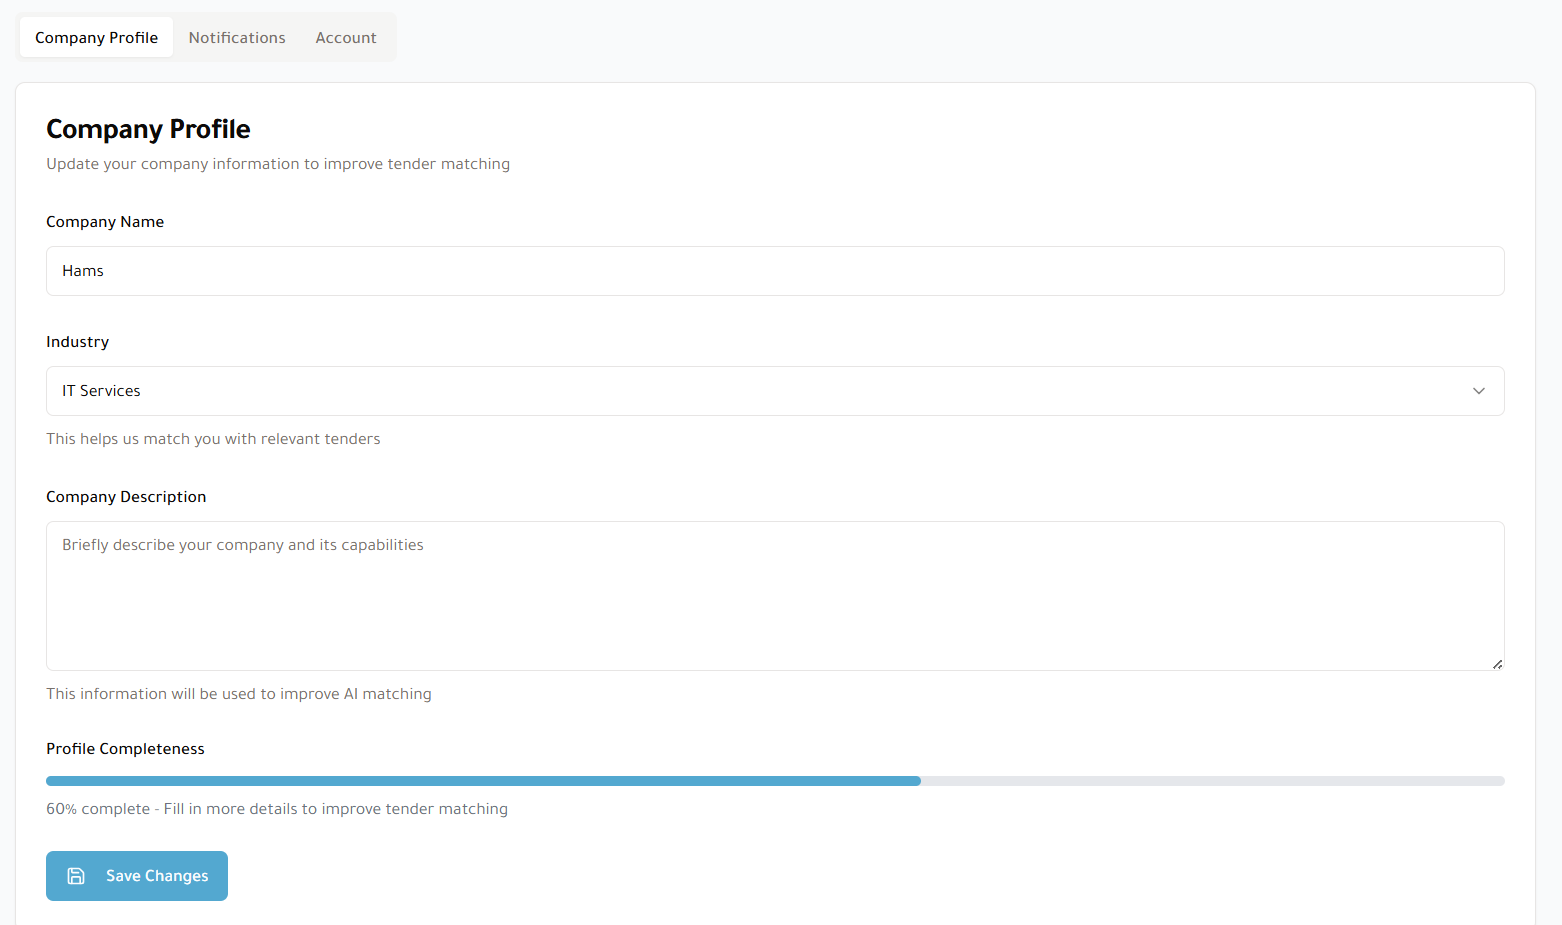 Company Profile Notifications Account
Company Profile
Update your company information to improve tender matching
Company Name
Hams
Industry
IT Services
This helps us match you with relevant tenders
Company Description
Briefly describe your company and its capabilities
This information will be used to improve AI matching
Profile Completeness
60% complete - Fill in more details to improve tender matching
Save Changes